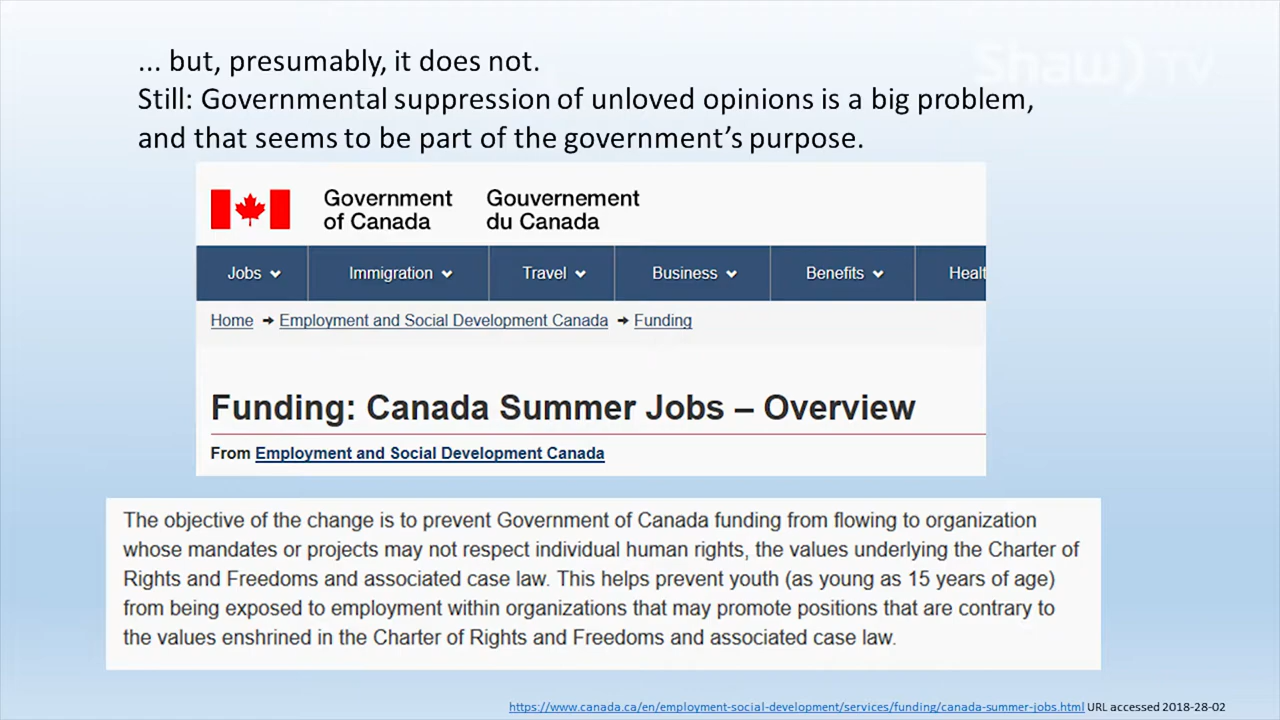 Shaw) TV
... but, presumably, it does not.
Still: Governmental suppression of unloved opinions is a big problem,
and that seems to be part of the government's purpose.
Government of Canada
Gouvernement du Canada
Jobs Immigration Travel Business Benefits Healt
Home → Employment and Social Development Canada → Funding
Funding: Canada Summer Jobs – Overview
From Employment and Social Development Canada
The objective of the change is to prevent Government of Canada funding from flowing to organization
whose mandates or projects may not respect individual human rights, the values underlying the Charter of
Rights and Freedoms and associated case law. This helps prevent youth (as young as 15 years of age)
from being exposed to employment within organizations that may promote positions that are contrary to
the values enshrined in the Charter of Rights and Freedoms and associated case law.
https://www.canada.ca/en/employment-social-development/services/funding/canada-summer-jobs.html URL accessed 2018-28-02